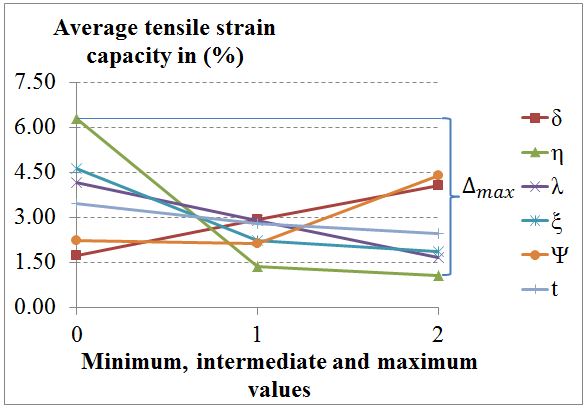 Average tensile strain
capacity in (%)
7.50
6.00
4.50
3.00
1.50
0.00
0 1 2
Minimum, intermediate and maximum
values
Δmax
δ
η
λ
ξ
Ψ
t